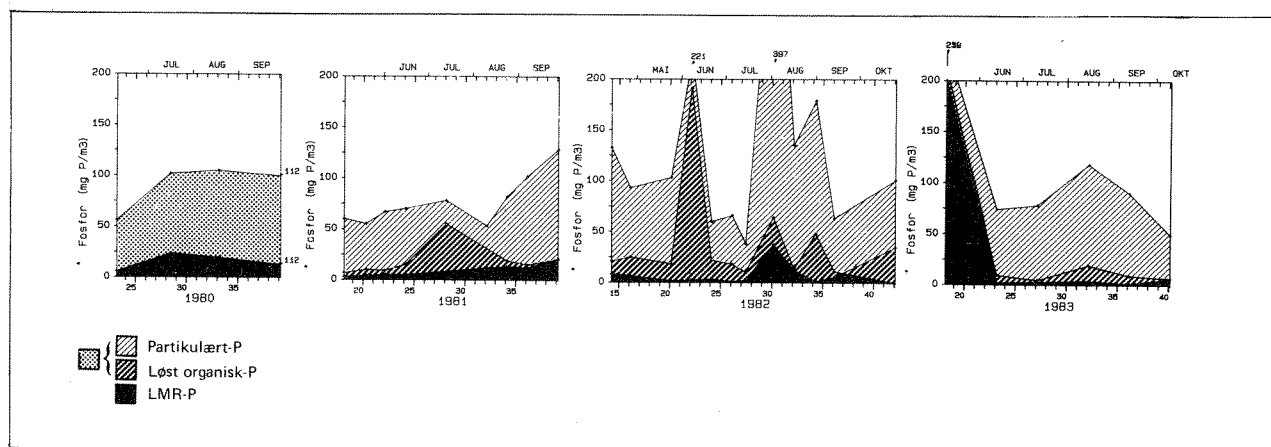 JUL AUG SEP
200
150
100
50
0
Fosfor (mg P/m3)
112
112
25 30 35
1980
JUN JUL AUG SEP
200
150
100
50
0
Fosfor (mg P/m3)
20 25 30 35
1981
221 397
MAI JUN JUL AUG SEP OKT
200
150
100
50
0
Fosfor (mg P/m3)
15 20 25 30 35 40
1982
JUN JUL AUG SEP OKT
200
150
100
50
0
Fosfor (mg P/m3)
20 25 30 35 40
1983
Partikulært-P
Løst organisk-P
LMR-P